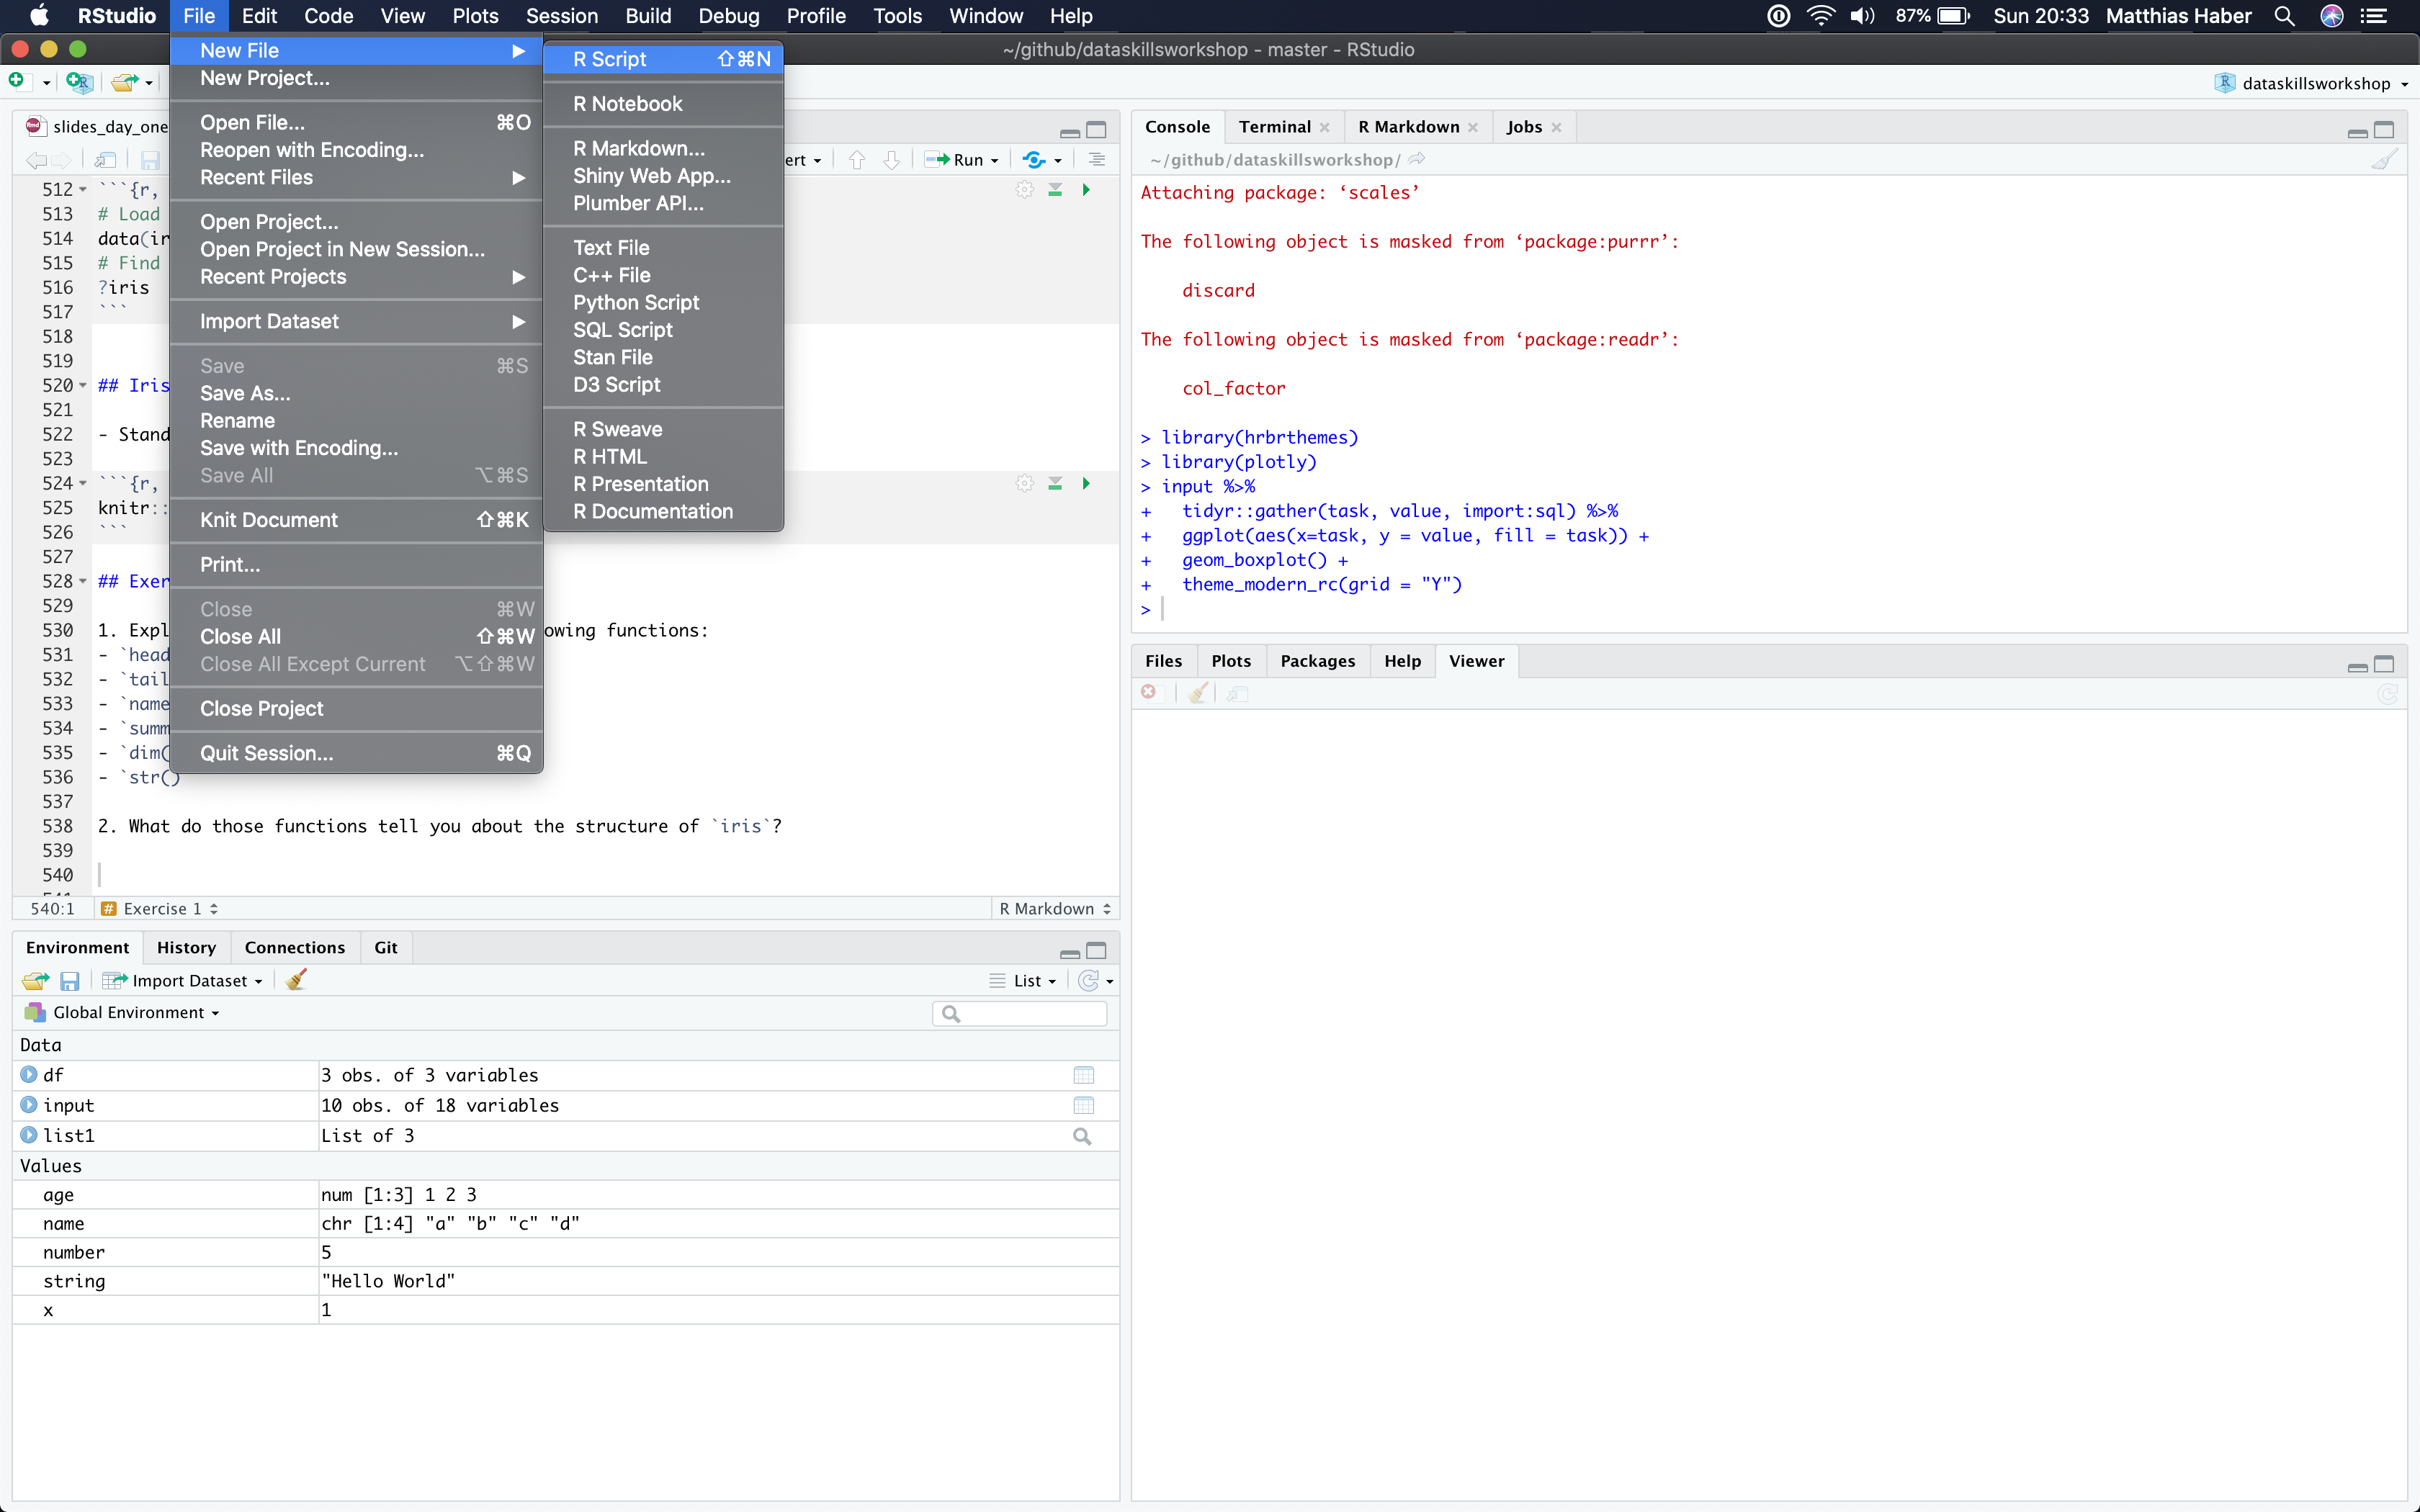 RStudio File Edit Code View Plots Session Build Debug Profile Tools Window Help 87% Sun 20:33 Matthias Haber
~/github/dataskillsworkshop - master - RStudio
dataskillsworkshop
New File
New Project...
Open File... ⌘O
Reopen with Encoding...
Recent Files
Open Project...
Open Project in New Session...
Recent Projects
Import Dataset
Save ⌘S
Save As...
Rename
Save with Encoding...
Save All ⌥⌘S
Knit Document ⇧⌘K
Print...
Close ⌘W
Close All ⇧⌘W
Close All Except Current ⌥⇧⌘W
Close Project
Quit Session... ⌘Q
R Script ⇧⌘N
R Notebook
R Markdown...
Shiny Web App...
Plumber API...
Text File
C++ File
Python Script
SQL Script
Stan File
D3 Script
R Sweave
R HTML
R Presentation
R Documentation
slides_day_one
ert Run
512 ```{r,
513 # Load
514 data(ir
515 # Find
516 ?iris
517 ```
518
519
520 ## Iris
521
522 - Stand
523
524 ```{r,
525 knitr::
526 ```
527
528 ## Exer
529
530 1. Expl owing functions:
531 - `head
532 - `tail
533 - `name
534 - `summ
535 - `dim(
536 - `str()
537
538 2. What do those functions tell you about the structure of `iris`?
539
540
540:1 # Exercise 1 R Markdown
Environment History Connections Git
Import Dataset List
Global Environment
Data
df 3 obs. of 3 variables
input 10 obs. of 18 variables
list1 List of 3
Values
age num [1:3] 1 2 3
name chr [1:4] "a" "b" "c" "d"
number 5
string "Hello World"
x 1
Console Terminal R Markdown Jobs
~/github/dataskillsworkshop/
Attaching package: ‘scales’
The following object is masked from ‘package:purrr’:
discard
The following object is masked from ‘package:readr’:
col_factor
> library(hrbrthemes)
> library(plotly)
> input %>%
+ tidyr::gather(task, value, import:sql) %>%
+ ggplot(aes(x=task, y = value, fill = task)) +
+ geom_boxplot() +
+ theme_modern_rc(grid = "Y")
>
Files Plots Packages Help Viewer